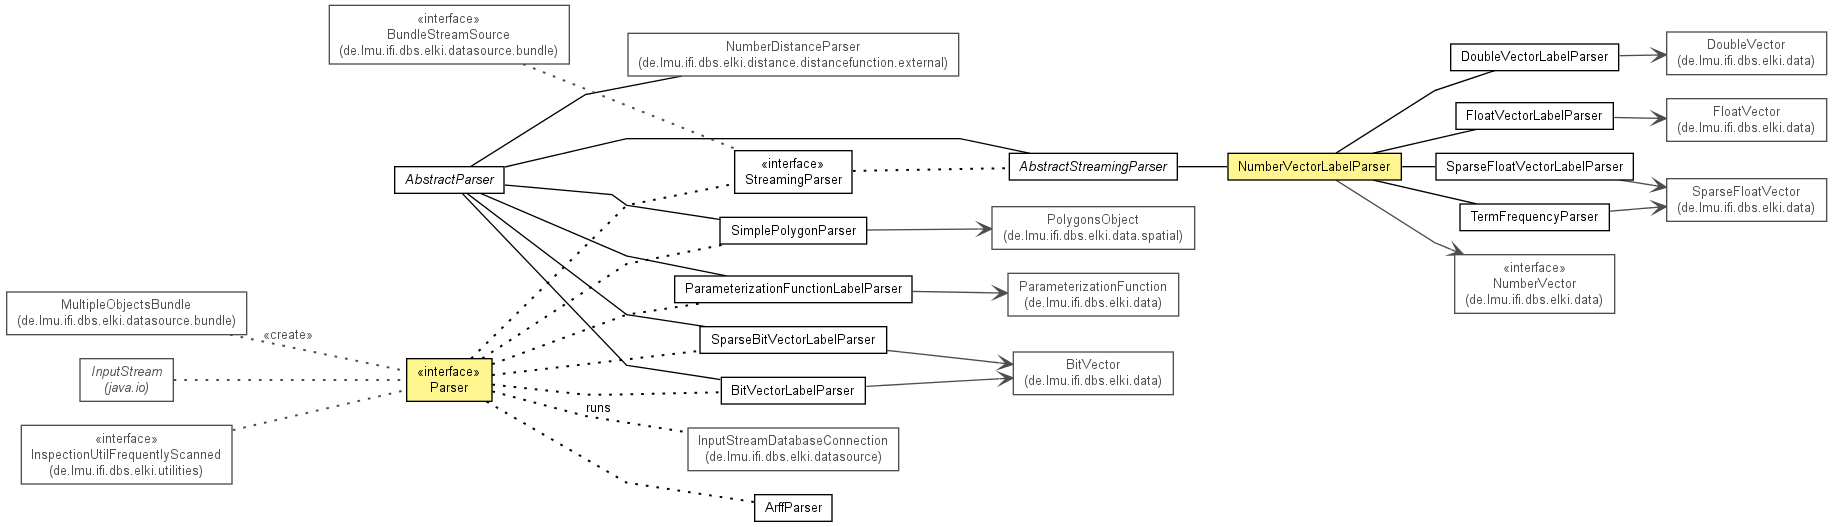 «interface»
BundleStreamSource
(de.lmu.ifi.dbs.elki.datasource.bundle)
NumberDistanceParser
(de.lmu.ifi.dbs.elki.distance.distancefunction.external)
DoubleVectorLabelParser
DoubleVector
(de.lmu.ifi.dbs.elki.data)
FloatVectorLabelParser
FloatVector
(de.lmu.ifi.dbs.elki.data)
AbstractParser
«interface»
StreamingParser
AbstractStreamingParser
NumberVectorLabelParser
SparseFloatVectorLabelParser
SparseFloatVector
(de.lmu.ifi.dbs.elki.data)
TermFrequencyParser
SimplePolygonParser
PolygonsObject
(de.lmu.ifi.dbs.elki.data.spatial)
«interface»
NumberVector
(de.lmu.ifi.dbs.elki.data)
ParameterizationFunctionLabelParser
ParameterizationFunction
(de.lmu.ifi.dbs.elki.data)
MultipleObjectsBundle
(de.lmu.ifi.dbs.elki.datasource.bundle)
«create»
SparseBitVectorLabelParser
InputStream
(java.io)
«interface»
Parser
BitVector
(de.lmu.ifi.dbs.elki.data)
BitVectorLabelParser
runs
«interface»
InspectionUtilFrequentlyScanned
(de.lmu.ifi.dbs.elki.utilities)
InputStreamDatabaseConnection
(de.lmu.ifi.dbs.elki.datasource)
ArffParser